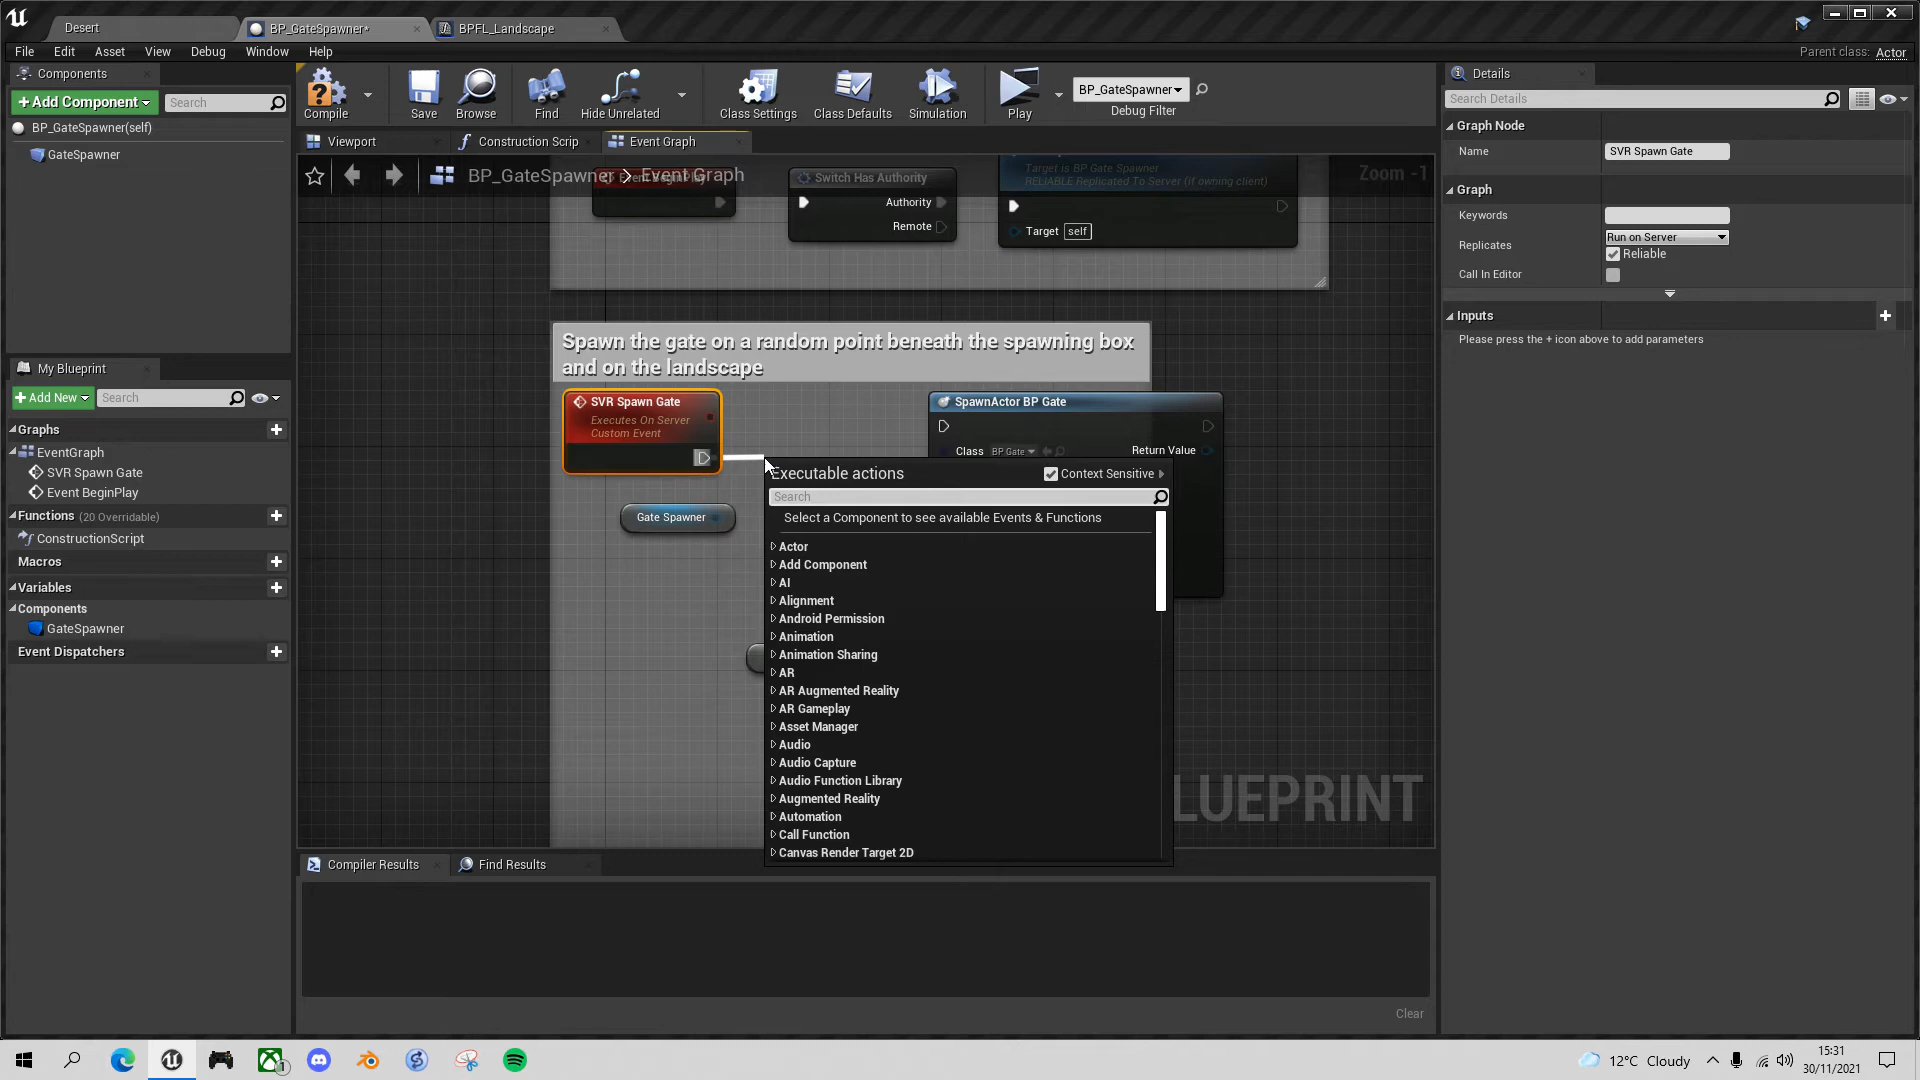 Desert
BP_GateSpawner*
BPFL_Landscape
File
Edit
Asset
View
Debug
Window
Help
Parent class: Actor
Components
+Add Component
Search
BP_GateSpawner(self)
GateSpawner
Compile
Save
Browse
Find
Hide Unrelated
Class Settings
Class Defaults
Simulation
Play
BP_GateSpawner
Debug Filter
Viewport
Construction Scrip
Event Graph
BP_GateSpawner > Event Graph
Zoom -1
Switch Has Authority
Authority
Remote
Target is BP Gate Spawner
RELIABLE Replicated To Server (if owning client)
Target self
Spawn the gate on a random point beneath the spawning box
and on the landscape
SVR Spawn Gate
Executes On Server
Custom Event
Gate Spawner
SpawnActor BP Gate
Class BP Gate
Return Value
Executable actions
Context Sensitive
Search
Select a Component to see available Events & Functions
Actor
Add Component
AI
Alignment
Android Permission
Animation
Animation Sharing
AR
AR Augmented Reality
AR Gameplay
Asset Manager
Audio
Audio Capture
Audio Function Library
Augmented Reality
Automation
Call Function
Canvas Render Target 2D
LUEPRINT
My Blueprint
+Add New
Search
Graphs
EventGraph
SVR Spawn Gate
Event BeginPlay
Functions (20 Overridable)
ConstructionScript
Macros
Variables
Components
GateSpawner
Event Dispatchers
Compiler Results
Find Results
Clear
Details
Search Details
Graph Node
Name
SVR Spawn Gate
Graph
Keywords
Replicates
Run on Server
Reliable
Call In Editor
Inputs
Please press the + icon above to add parameters
1
12°C Cloudy
15:31
30/11/2021